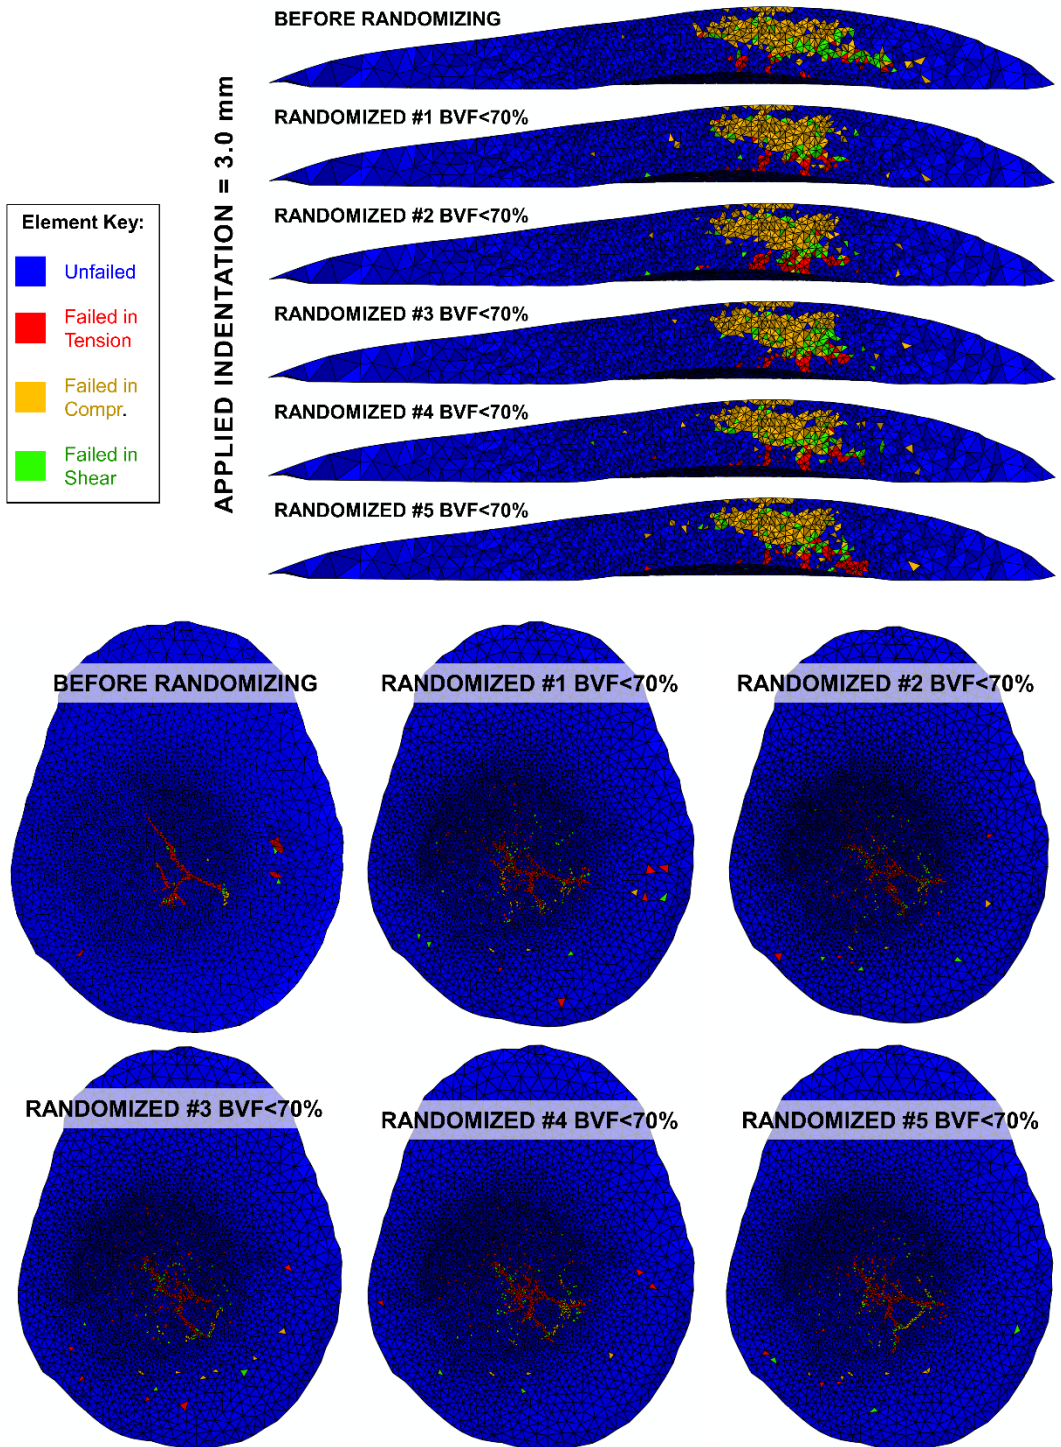 BEFORE RANDOMIZING
RANDOMIZED #1 BVF<70%
RANDOMIZED #2 BVF<70%
RANDOMIZED #3 BVF<70%
RANDOMIZED #4 BVF<70%
RANDOMIZED #5 BVF<70%
APPLIED INDENTATION = 3.0 mm
Element Key:
Unfailed
Failed in
Tension
Failed in
Compr.
Failed in
Shear
BEFORE RANDOMIZING
RANDOMIZED #1 BVF<70%
RANDOMIZED #2 BVF<70%
RANDOMIZED #3 BVF<70%
RANDOMIZED #4 BVF<70%
RANDOMIZED #5 BVF<70%